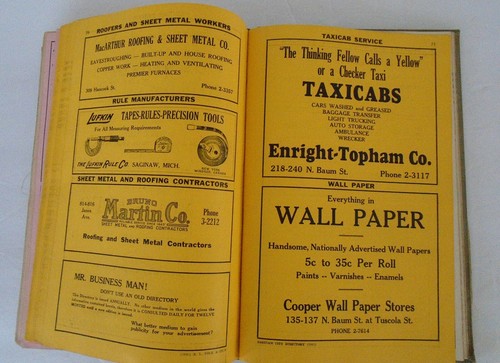 ROOFERS AND SHEET METAL WORKERS
MacARTHUR ROOFING & SHEET METAL CO.
EAVESTROUGHING — BUILT-UP AND HOUSE ROOFING
COPPER WORK — HEATING AND VENTILATING
PREMIER FURNACES
Phone 2-3357
RULE MANUFACTURERS
LUFKIN TAPES-RULES-PRECISION TOOLS
For All Measuring Requirements
THE LUFKIN RULE CO. SAGINAW, MICH.
SHEET METAL AND ROOFING CONTRACTORS
BRUNO
Martin Co.
SHEET METAL AND ROOFING CONTRACTORS
Phone
3-2212
Roofing and Sheet Metal Contractors
MR. BUSINESS MAN!
DON'T USE AN OLD DIRECTORY
What better medium to gain
publicity for your advertisement?
TAXICAB SERVICE
"The Thinking Fellow Calls a Yellow"
or a Checker Taxi
TAXICABS
CARS WASHED and GREASED
BAGGAGE TRANSFER
LIGHT TRUCKING
AUTO STORAGE
AMBULANCE
WRECKER
Enright-Topham Co.
218-240 N. Baum St. Phone 2-3117
WALL PAPER
Everything in
WALL PAPER
Handsome, Nationally Advertised Wall Papers
5c to 35c Per Roll
Paints -- Varnishes -- Enamels
Cooper Wall Paper Stores
135-137 N. Baum St. at Tuscola St.
PHONE 2-7614